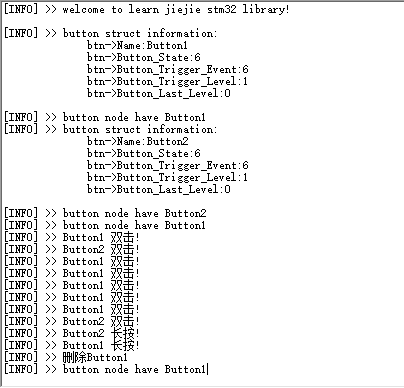 [INFO] >> welcome to learn jiejie stm32 library!
[INFO] >> button struct information:
btn->Name:Button1
btn->Button_State:6
btn->Button_Trigger_Event:6
btn->Button_Trigger_Level:1
btn->Button_Last_Level:0
[INFO] >> button node have Button1
[INFO] >> button struct information:
btn->Name:Button2
btn->Button_State:6
btn->Button_Trigger_Event:6
btn->Button_Trigger_Level:1
btn->Button_Last_Level:0
[INFO] >> button node have Button2
[INFO] >> button node have Button1
[INFO] >> Button1 双击!
[INFO] >> Button2 双击!
[INFO] >> Button1 双击!
[INFO] >> Button1 双击!
[INFO] >> Button1 双击!
[INFO] >> Button1 双击!
[INFO] >> Button1 双击!
[INFO] >> Button2 双击!
[INFO] >> Button2 长按!
[INFO] >> Button1 长按!
[INFO] >> 删除Button1
[INFO] >> button node have Button1